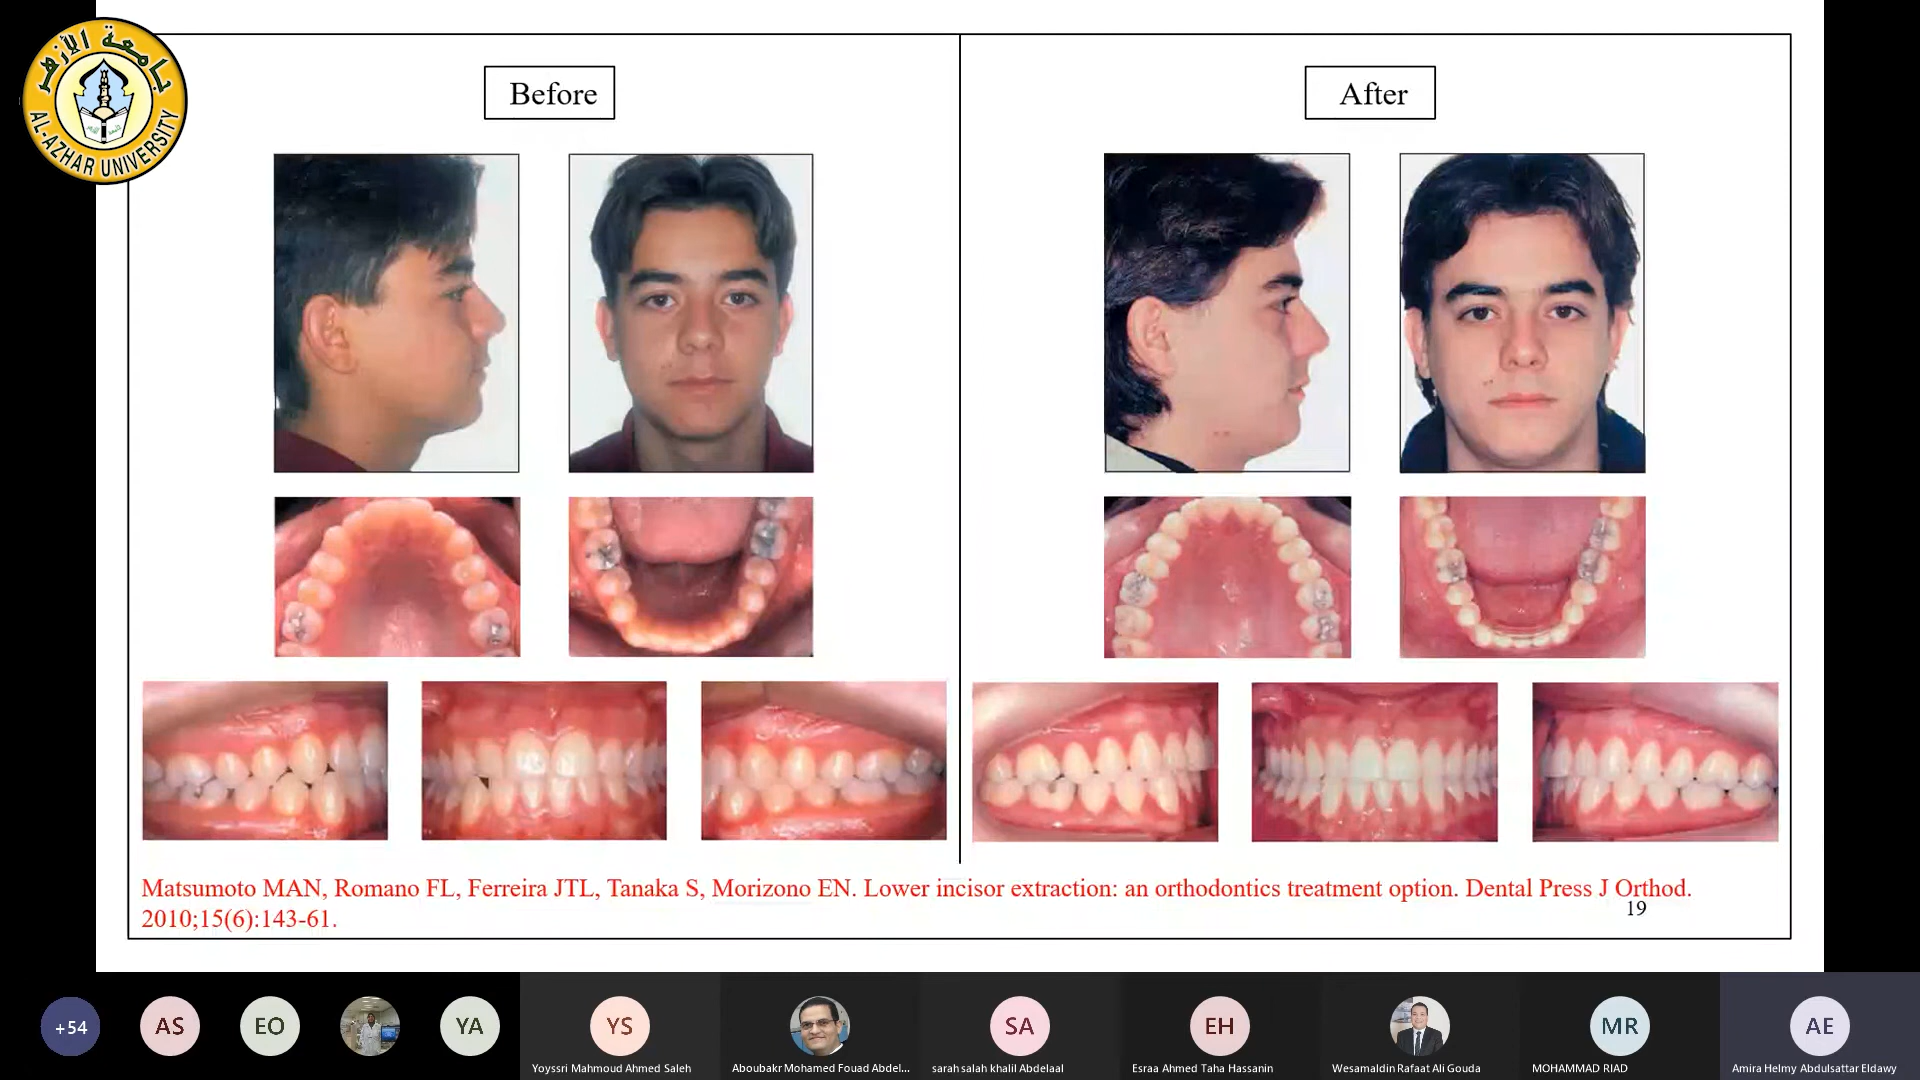 جامعة الأزهر
AL-AZHAR UNIVERSITY
Before
After
Matsumoto MAN, Romano FL, Ferreira JTL, Tanaka S, Morizono EN. Lower incisor extraction: an orthodontics treatment option. Dental Press J Orthod.
2010;15(6):143-61.
19
+54
AS
EO
YA
YS
SA
EH
MR
AE
Yoyssri Mahmoud Ahmed Saleh
Aboubakr Mohamed Fouad Abdel...
sarah salah khalil Abdelaal
Esraa Ahmed Taha Hassanin
Wesamaldin Rafaat Ali Gouda
MOHAMMAD RIAD
Amira Helmy Abdulsattar Eldawy